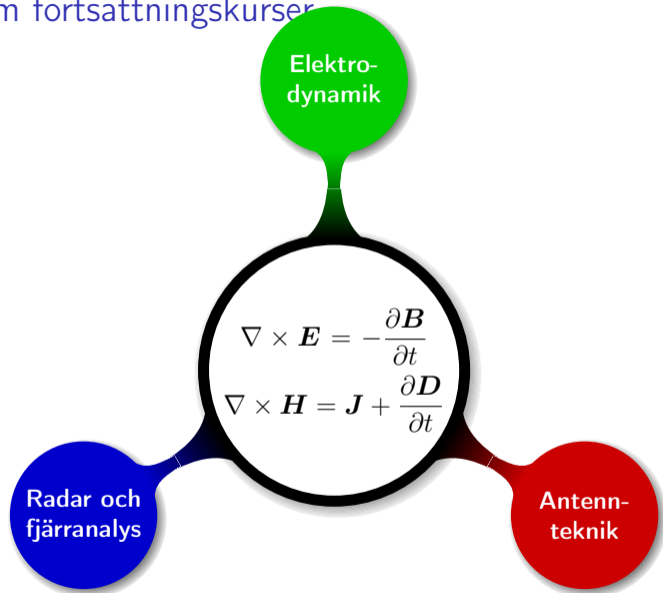 fortsättningskurser
Elektro-
dynamik
∇ × E = −∂B/∂t
∇ × H = J + ∂D/∂t
Radar och
fjärranalys
Antenn-
teknik